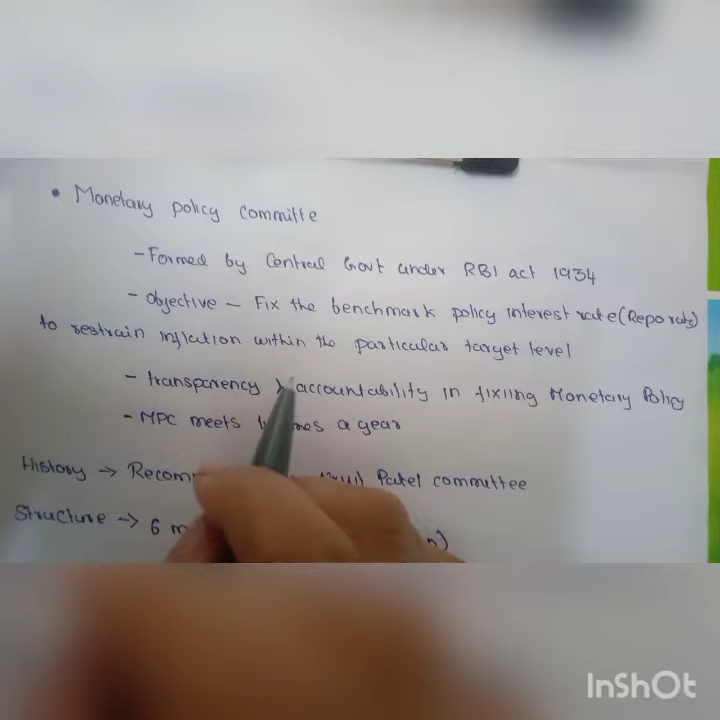 • Monetary policy committe
- Formed by Central Govt under RBI act 1934
- Objective - Fix the benchmark policy interest rate (Repo rate)
to restrain inflation within the particular target level
- transparency & accountability in fixiing Monetary Policy
- MPC meets a year
History → Patel committee
Structure → 6
InShOt